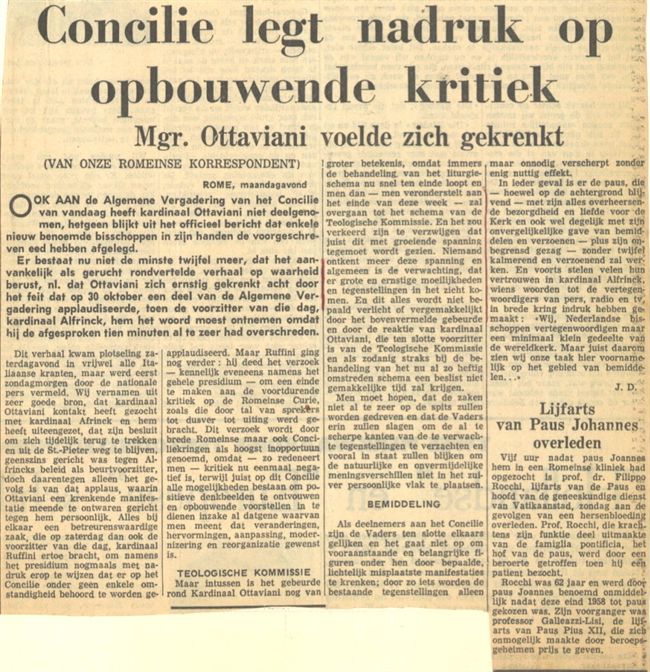 Concilie legt nadruk op
opbouwende kritiek
Mgr. Ottaviani voelde zich gekrenkt
(VAN ONZE ROMEINSE KORRESPONDENT)
ROME, maandagavond
OOK AAN de Algemene Vergadering van het Concilie
van vandaag heeft kardinaal Ottaviani niet deelgeno-
men, hetgeen blijkt uit het officieel bericht dat enkele
nieuw benoemde bisschoppen in zijn handen de voorgeschre-
ven eed hebben afgelegd.
Er bestaat nu niet de minste twijfel meer, dat het aan-
vankelijk als gerucht rondvertelde verhaal op waarheid
berust, nl. dat Ottaviani zich ernstig gekrenkt acht door
het feit dat op 30 oktober een deel van de Algemene Ver-
gadering applaudisseerde, toen de voorzitter van die dag,
kardinaal Alfrinck, hem het woord moest ontnemen omdat
hij de afgesproken tien minuten al te zeer had overschreden.
Dit verhaal kwam plotseling za-
terdagavond in vrijwel alle Ita-
liaanse kranten, maar werd eerst
zondagmorgen door de nationale
pers vermeld. Wij vernamen uit
zeer goede bron, dat kardinaal
Ottaviani kontakt heeft gezocht
met kardinaal Afrinck en hem
heeft uiteengezet, dat zijn besluit
om zich tijdelijk terug te trekken
en uit de St.-Pieter weg te blijven,
geenszins gericht was tegen Al-
frincks beleid als beurtvoorzitter,
doch daarentegen alleen het ge-
volg is van dat applaus, waarin
Ottaviani een krenkende manifes-
tatie meende te ontwaren gericht
tegen hem persoonlijk. Alles bij
elkaar een betreurenswaardige
zaak, die op zaterdag dan ook de
voorzitter van die dag, kardinaal
Ruffini ertoe bracht, om namens
het presidium nogmaals met na-
druk erop te wijzen dat er op het
Concilie onder geen enkele om-
standigheid behoord te worden ge-
applaudiseerd. Maar Ruffini ging
nog verder : hij deed het verzoek
— kennelijk eveneens namens het
gehele presidium — om een einde
te maken aan de voortdurende
kritiek op de Romeinse Curie,
zoals die door tal van sprekers
tot dusver tot uiting werd ge-
bracht. Dit verzoek wordt door
brede Romeinse maar ook Conci-
liekringen als hoogst inopportuun
genoemd, omdat — zo redeneert
men — kritiek nu eenmaal nega-
tief is, terwijl juist op dit Concilie
alle mogelijkheden bestaan om po-
sitieve denkbeelden te ontvouwen
en opbouwende voorstellen in te
dienen inzake al datgene waarvan
men meent dat veranderingen,
hervormingen, aanpassing, moder-
nizering en reorganizatie gewenst
is.
TEOLOGISCHE KOMMISSIE
Maar intussen is het gebeurde
rond Kardinaal Ottaviani nog van
groter betekenis, omdat immers
de behandeling van het liturgie-
schema nu snel ten einde loopt en
men dan — men veronderstelt aan
het einde van deze week — zal
overgaan tot het schema van de
Teologische Kommissie. En het zou
verkeerd zijn te verzwijgen dat
juist dit met groeiende spanning
tegemoet wordt gezien. Niemand
ontkent meer deze spanning en
algemeen is de verwachting, dat
er grote en ernstige moeilijkheden
en tegenstellingen in het zicht ko-
men. En dit alles wordt niet be-
paald verlicht of vergemakkelijkt
door het bovenvermelde gebeurde
en door de reaktie van kardinaal
Ottaviani, die ten slotte voorzitter
is van de Teologische Kommissie
en als zodanig straks bij de be-
handeling van het nu al zo heftig
omstreden schema een beslist niet
gemakkelijke tijd zal krijgen.
Men moet hopen, dat de zaken
niet al te zeer op de spits zullen
worden gedreven en dat de Vaders
erin zullen slagen om de al te
scherpe kanten van de te verwach-
te tegenstellingen te verzachten en
vooral in staat zullen blijven om
de natuurlijke en onvermijdelijke
meningsverschillen niet in het zul-
ver persoonlijke vlak te plaatsen.
BEMIDDELING
Als deelnemers aan het Concilie
zijn de Vaders ten slotte elkaars
gelijken en het gaat niet op om
vooraanstaande en belangrijke fi-
guren onder hen door bepaalde,
lichtelijk misplaatste manifestaties
te krenken; door zo iets worden de
bestaande tegenstellingen alleen
maar onnodig verscherpt zonder
enig nuttig effekt.
In ieder geval is er de paus, die
— hoewel op de achtergrond blij-
vend — met zijn alles overheersen-
de bezorgdheid en liefde voor de
Kerk en ook wel degelijk met zijn
onvergelijkelijke gave van bemid-
delen en verzoenen — plus zijn on-
begrensd gezag — zonder twijfel
kalmerend en verzoenend zal wer-
ken. En voorts stelen velen hun
vertrouwen in kardinaal Alfrinck,
wiens woorden tot de vertegen-
woordigers van pers, radio en tv,
in brede kring indruk hebben ge-
maakt : «Wij, Nederlandse bis-
schoppen vertegenwoordigen maar
een minimaal klein gedeelte van
de wereldkerk. Maar juist daarom
zien wij onze taak hier voorname-
lijk op het gebied van bemidde-
len...»
J. D.
Lijfarts
van Paus Johannes
overleden
Vijf uur nadat paus Joannes
hem in een Romeinse kliniek had
opgezocht is prof. dr. Filippo
Rocchi, lijfarts van de Paus en
hoofd van de geneeskundige dienst
van Vatikaanstad, zondag aan de
gevolgen van een hersenbloeding
overleden. Prof. Rocchi, die krach-
tens zijn funktie deel uitmaakte
van de famiglia pontificia, het
hof van de paus, werd door een
beroerte getroffen toen hij een
patient bezocht.
Rocchi was 62 jaar en werd door
paus Joannes benoemd onmiddel-
lijk nadat deze eind 1958 tot paus
gekozen was. Zijn voorganger was
professor Galleazzi-Lisi, de lijf-
arts van Paus Pius XII, die zich
onmogelijk maakte door beroeps-
geheimen prijs te geven.